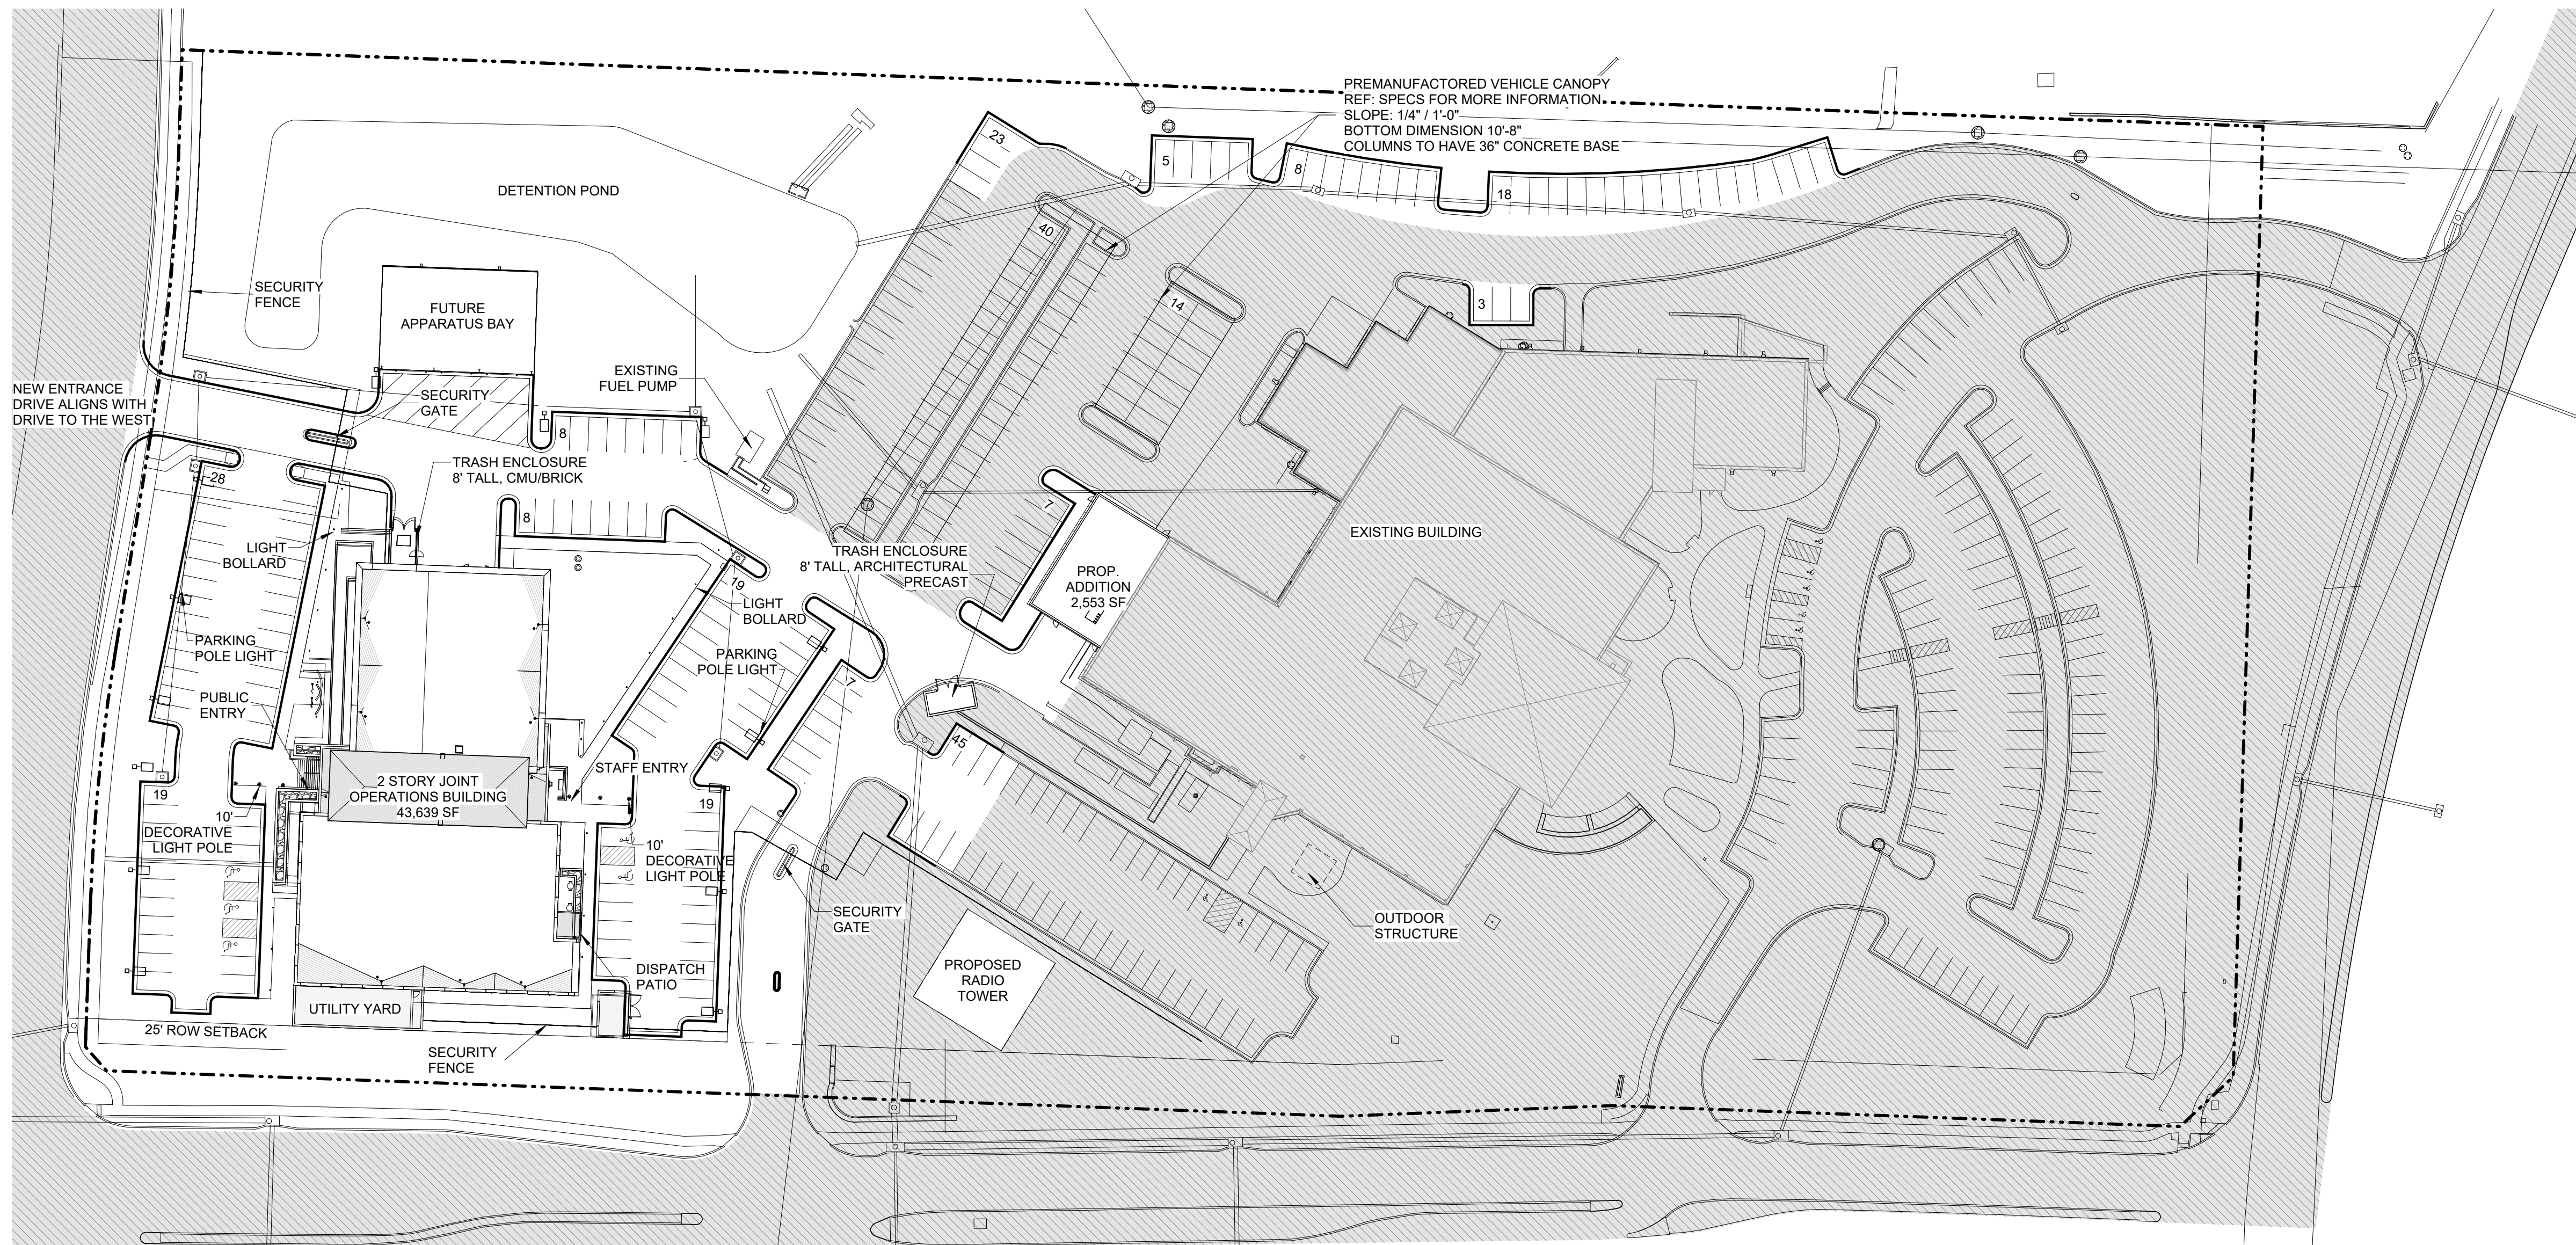 PREMANUFACTORED VEHICLE CANOPY
REF: SPECS FOR MORE INFORMATION.
SLOPE: 1/4" / 1'-0"
BOTTOM DIMENSION 10'-8"
COLUMNS TO HAVE 36" CONCRETE BASE
23
5
8
18
DETENTION POND
40
14
3
SECURITY
FENCE
FUTURE
APPARATUS BAY
EXISTING
FUEL PUMP
NEW ENTRANCE
DRIVE ALIGNS WITH
DRIVE TO THE WEST
SECURITY
GATE
8
TRASH ENCLOSURE
8' TALL, CMU/BRICK
28
8
7
EXISTING BUILDING
LIGHT
BOLLARD
TRASH ENCLOSURE
8' TALL, ARCHITECTURAL
PRECAST
PROP.
ADDITION
2,553 SF
19
LIGHT
BOLLARD
PARKING
POLE LIGHT
PARKING
POLE LIGHT
7
PUBLIC
ENTRY
45
STAFF ENTRY
2 STORY JOINT
OPERATIONS BUILDING
43,639 SF
19
19
10'
DECORATIVE
LIGHT POLE
10'
DECORATIVE
LIGHT POLE
SECURITY
GATE
OUTDOOR
STRUCTURE
DISPATCH
PATIO
PROPOSED
RADIO
TOWER
UTILITY YARD
25' ROW SETBACK
SECURITY
FENCE